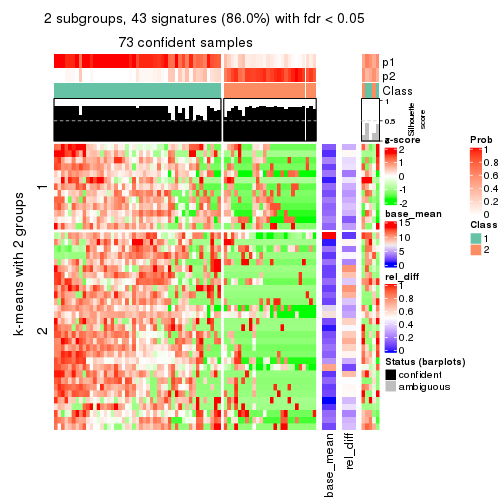 2 subgroups, 43 signatures (86.0%) with fdr < 0.05
73 confident samples
p1
p2
Class
1
0.5
0
Silhouette
score
k-means with 2 groups
1
2
base_mean
rel_diff
z-score
2
1
0
-1
-2
base_mean
15
10
5
0
rel_diff
1
0.8
0.6
0.4
0.2
0
Status (barplots)
confident
ambiguous
Prob
1
0.8
0.6
0.4
0.2
0
Class
1
2